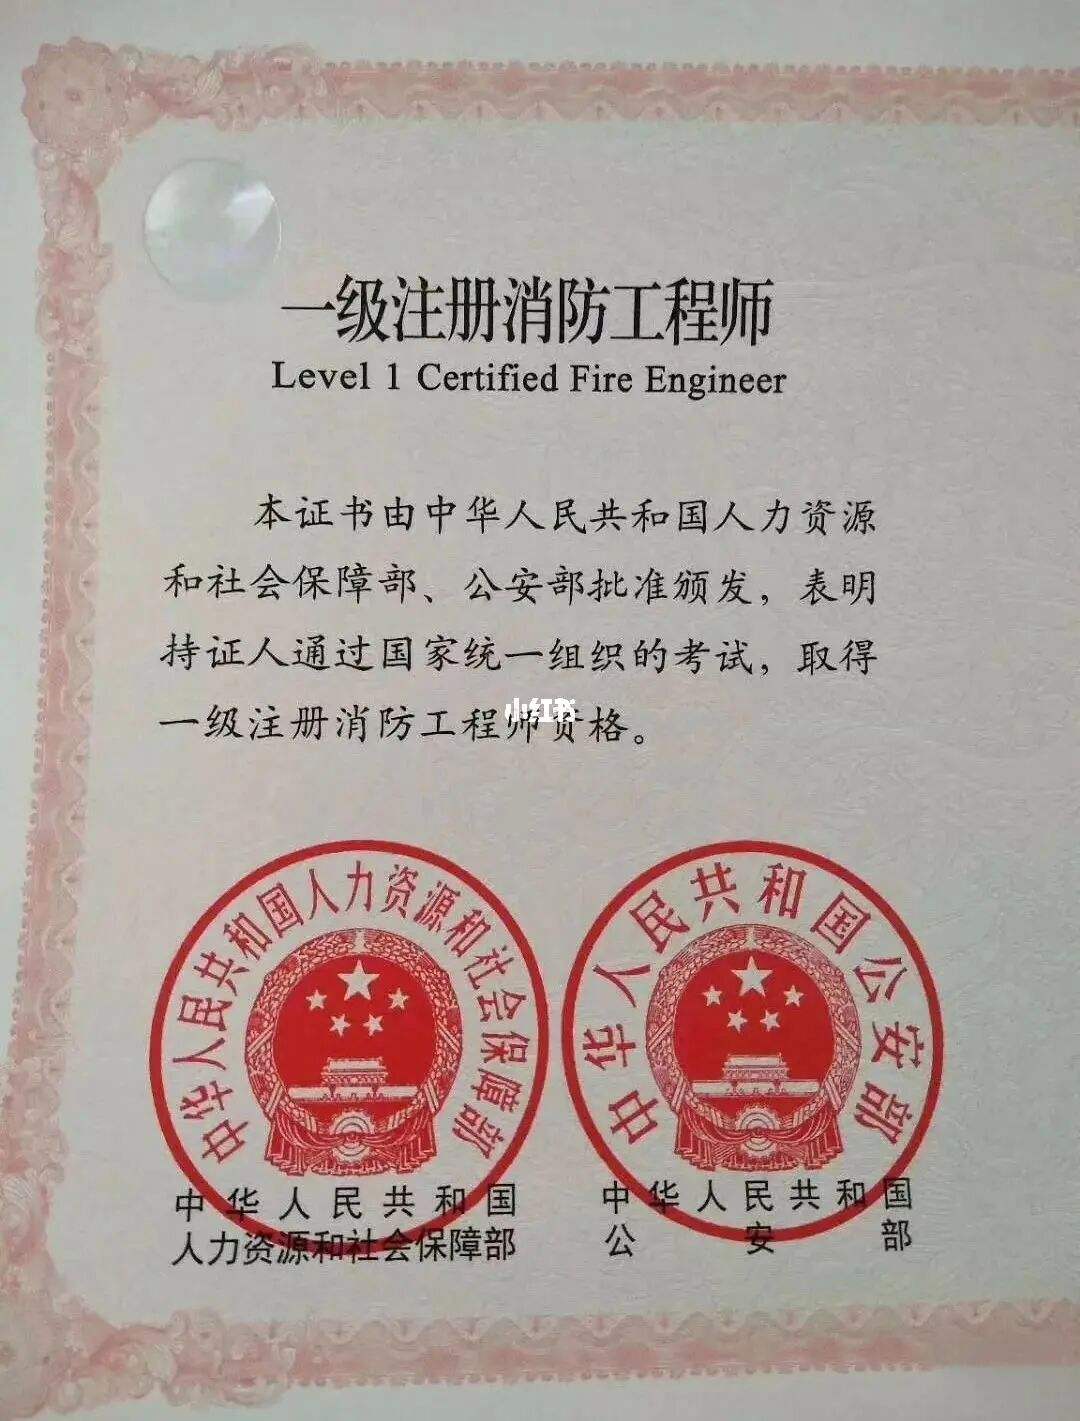 一级注册消防工程师
Level 1 Certified Fire Engineer
本证书由中华人民共和国人力资源
和社会保障部、公安部批准颁发，表明
持证人通过国家统一组织的考试，取得
一级注册消防工程师资格。
小红书
中华人民共和国人力资源和社会保障部
中华人民共和国公安部
中华人民共和国
人力资源和社会保障部
中华人民共和国
公安部